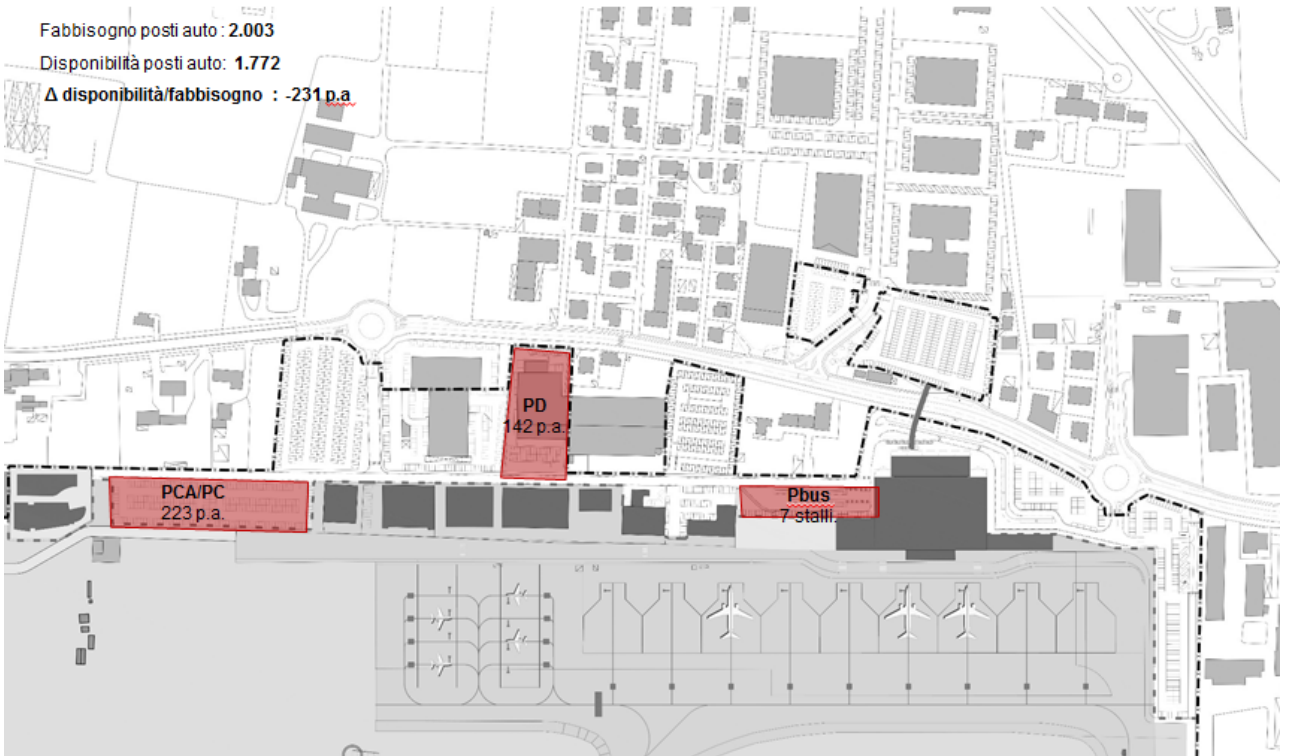 Fabbisogno posti auto : 2.003
Disponibilità posti auto: 1.772
Δ disponibilità/fabbisogno : -231 p.a
PD
142 p.a.
PCA/PC
223 p.a.
Pbus
7 stalli.